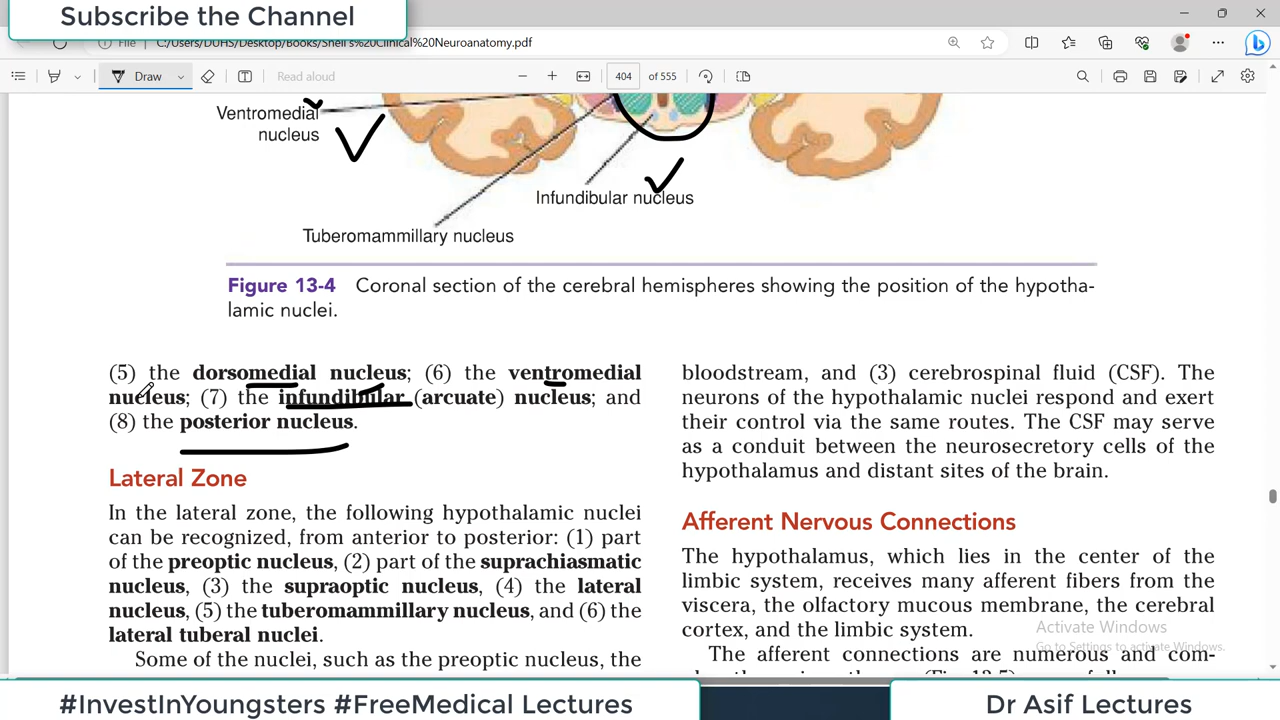 Subscribe the Channel
File
C:/Users/DUHS/Desktop/Books/Snell's%20Clinical%20Neuroanatomy.pdf
Draw
Read aloud
404
of 555
Ventromedial
nucleus
Infundibular nucleus
Tuberomammillary nucleus
Figure 13-4 Coronal section of the cerebral hemispheres showing the position of the hypotha-
lamic nuclei.
(5) the dorsomedial nucleus; (6) the ventromedial
nucleus; (7) the infundibular (arcuate) nucleus; and
(8) the posterior nucleus.
Lateral Zone
In the lateral zone, the following hypothalamic nuclei
can be recognized, from anterior to posterior: (1) part
of the preoptic nucleus, (2) part of the suprachiasmatic
nucleus, (3) the supraoptic nucleus, (4) the lateral
nucleus, (5) the tuberomammillary nucleus, and (6) the
lateral tuberal nuclei.
Some of the nuclei, such as the preoptic nucleus, the
bloodstream, and (3) cerebrospinal fluid (CSF). The
neurons of the hypothalamic nuclei respond and exert
their control via the same routes. The CSF may serve
as a conduit between the neurosecretory cells of the
hypothalamus and distant sites of the brain.
Afferent Nervous Connections
The hypothalamus, which lies in the center of the
limbic system, receives many afferent fibers from the
viscera, the olfactory mucous membrane, the cerebral
cortex, and the limbic system.
The afferent connections are numerous and com-
Activate Windows
Go to Settings to activate Windows.
#InvestInYoungsters #FreeMedical Lectures
Dr Asif Lectures